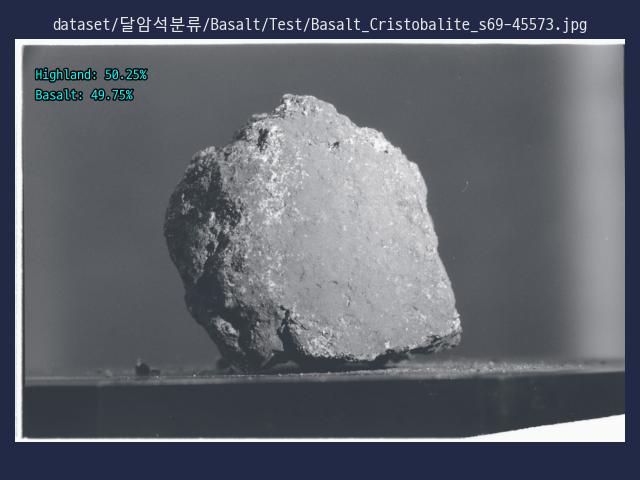 dataset/달암석분류/Basalt/Test/Basalt_Cristobalite_s69-45573.jpg
Highland: 50.25%
Basalt: 49.75%